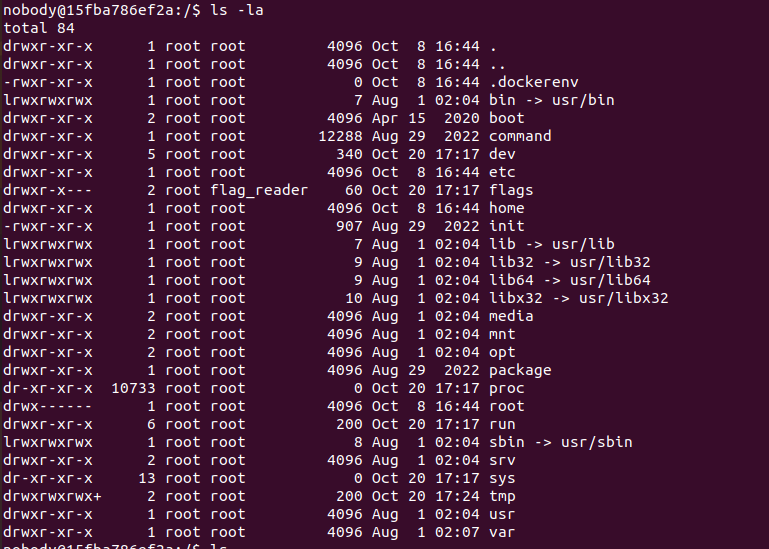 nobody@15fba786ef2a:/$ ls -la
total 84
drwxr-xr-x 1 root root 4096 Oct 8 16:44 .
drwxr-xr-x 1 root root 4096 Oct 8 16:44 ..
-rwxr-xr-x 1 root root 0 Oct 8 16:44 .dockerenv
lrwxrwxrwx 1 root root 7 Aug 1 02:04 bin -> usr/bin
drwxr-xr-x 2 root root 4096 Apr 15 2020 boot
drwxr-xr-x 1 root root 12288 Aug 29 2022 command
drwxr-xr-x 5 root root 340 Oct 20 17:17 dev
drwxr-xr-x 1 root root 4096 Oct 8 16:44 etc
drwxr-x--- 2 root flag_reader 60 Oct 20 17:17 flags
drwxr-xr-x 1 root root 4096 Oct 8 16:44 home
-rwxr-xr-x 1 root root 907 Aug 29 2022 init
lrwxrwxrwx 1 root root 7 Aug 1 02:04 lib -> usr/lib
lrwxrwxrwx 1 root root 9 Aug 1 02:04 lib32 -> usr/lib32
lrwxrwxrwx 1 root root 9 Aug 1 02:04 lib64 -> usr/lib64
lrwxrwxrwx 1 root root 10 Aug 1 02:04 libx32 -> usr/libx32
drwxr-xr-x 2 root root 4096 Aug 1 02:04 media
drwxr-xr-x 2 root root 4096 Aug 1 02:04 mnt
drwxr-xr-x 2 root root 4096 Aug 1 02:04 opt
drwxr-xr-x 1 root root 4096 Aug 29 2022 package
dr-xr-xr-x 10733 root root 0 Oct 20 17:17 proc
drwx------ 1 root root 4096 Oct 8 16:44 root
drwxr-xr-x 6 root root 200 Oct 20 17:17 run
lrwxrwxrwx 1 root root 8 Aug 1 02:04 sbin -> usr/sbin
drwxr-xr-x 2 root root 4096 Aug 1 02:04 srv
dr-xr-xr-x 13 root root 0 Oct 20 17:17 sys
drwxrwxrwx+ 2 root root 200 Oct 20 17:24 tmp
drwxr-xr-x 1 root root 4096 Aug 1 02:04 usr
drwxr-xr-x 1 root root 4096 Aug 1 02:07 var
nobody@15fba786ef2a:/$ ls